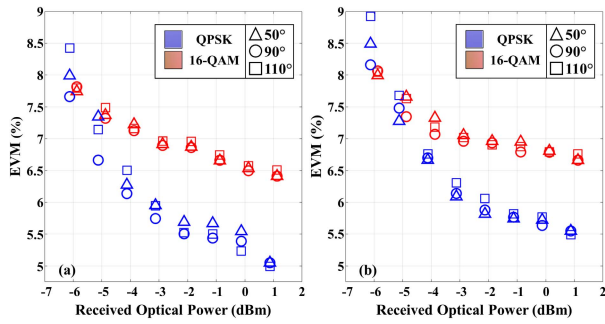 9
8.5
8
7.5
7
6.5
6
5.5
5
EVM (%)
QPSK
16-QAM
50°
90°
110°
(a)
-7 -6 -5 -4 -3 -2 -1 0 1 2
Received Optical Power (dBm)
9
8.5
8
7.5
7
6.5
6
5.5
5
EVM (%)
QPSK
16-QAM
50°
90°
110°
(b)
-7 -6 -5 -4 -3 -2 -1 0 1 2
Received Optical Power (dBm)